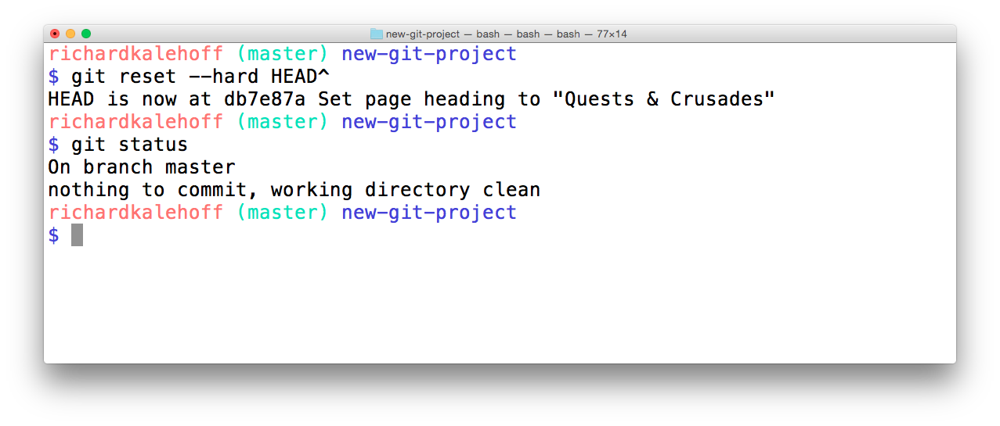 new-git-project — bash — bash — bash — 77×14
richardkalehoff (master) new-git-project
$ git reset --hard HEAD^
HEAD is now at db7e87a Set page heading to "Quests & Crusades"
richardkalehoff (master) new-git-project
$ git status
On branch master
nothing to commit, working directory clean
richardkalehoff (master) new-git-project
$